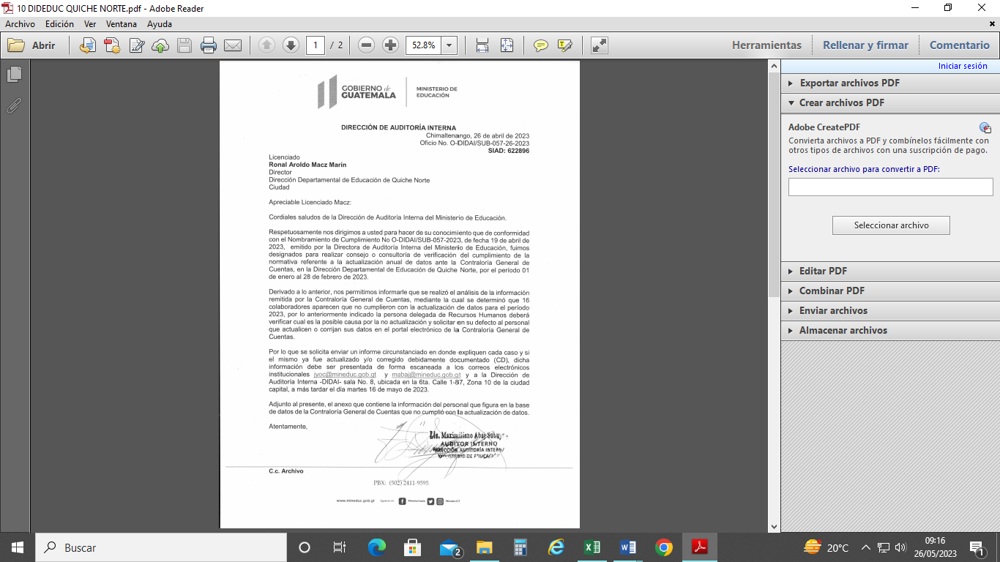 10 DIDEDUC QUICHE NORTE.pdf - Adobe Reader
Archivo Edición Ver Ventana Ayuda
Abrir 1 / 2 52.8% Herramientas Rellenar y firmar Comentario
Iniciar sesión
Exportar archivos PDF
Crear archivos PDF
Adobe CreatePDF
Convierta archivos a PDF y combínelos fácilmente con
otros tipos de archivos con una suscripción de pago.
Seleccionar archivo para convertir a PDF:
Seleccionar archivo
Editar PDF
Combinar PDF
Enviar archivos
Almacenar archivos
GOBIERNO de
GUATEMALA
MINISTERIO DE
EDUCACIÓN
DIRECCIÓN DE AUDITORÍA INTERNA
Chimaltenango, 26 de abril de 2023
Oficio No. O-DIDAI/SUB-057-26-2023
SIAD: 622896
Licenciado
Ronal Aroldo Macz Marín
Director
Dirección Departamental de Educación de Quiche Norte
Ciudad
Apreciable Licenciado Macz:
Cordiales saludos de la Dirección de Auditoría Interna del Ministerio de Educación.
Respetuosamente nos dirigimos a usted para hacer de su conocimiento que de conformidad
con el Nombramiento de Cumplimiento No O-DIDAI/SUB-057-2023, de fecha 19 de abril de
2023, emitido por la Directora de Auditoría Interna del Ministerio de Educación, fuimos
designados para realizar consejo o consultoría de verificación del cumplimiento de la
normativa referente a la actualización anual de datos ante la Contraloría General de
Cuentas, en la Dirección Departamental de Educación de Quiche Norte, por el período 01
de enero al 28 de febrero de 2023.
Derivado a lo anterior, nos permitimos informarle que se realizó el análisis de la información
remitida por la Contraloría General de Cuentas, mediante la cual se determinó que 16
colaboradores aparecen que no cumplieron con la actualización de datos para el período
2023, por lo anteriormente indicado la persona delegada de Recursos Humanos deberá
verificar cual es la posible causa por la no actualización y solicitar en su defecto al personal
que actualicen o corrijan sus datos en el portal electrónico de la Contraloría General de
Cuentas.
Por lo que se solicita enviar un informe circunstanciado en donde expliquen cada caso y si
el mismo ya fue actualizado y/o corregido debidamente documentado (CD), dicha
información debe ser presentada de forma escaneada a los correos electrónicos
institucionales jyoc@mineduc.gob.gt y mabaj@mineduc.gob.gt y a la Dirección de
Auditoría Interna -DIDAI- sala No. 8, ubicada en la 6ta. Calle 1-87, Zona 10 de la ciudad
capital, a más tardar el día martes 16 de mayo de 2023.
Adjunto al presente, el anexo que contiene la información del personal que figura en la base
de datos de la Contraloría General de Cuentas que no cumplió con la actualización de datos.
Atentamente,
Lic. Maximiliano Abaj Subuy
AUDITOR INTERNO
DIRECCIÓN AUDITORÍA INTERNA
MINISTERIO DE EDUCACIÓN
C.c. Archivo
PBX: (502) 2411-9595
www.mineduc.gob.gt
Buscar
2
20°C
09:16
26/05/2023
1